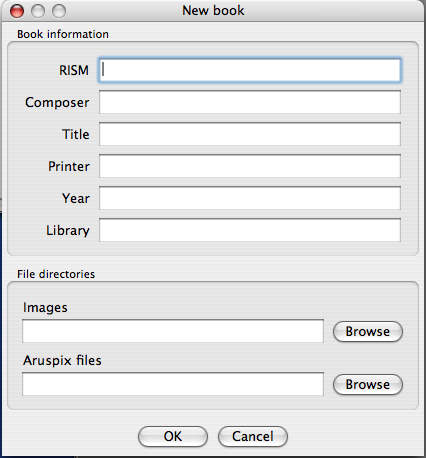 New book
Book information
RISM
Composer
Title
Printer
Year
Library
File directories
Images
Browse
Aruspix files
Browse
OK Cancel